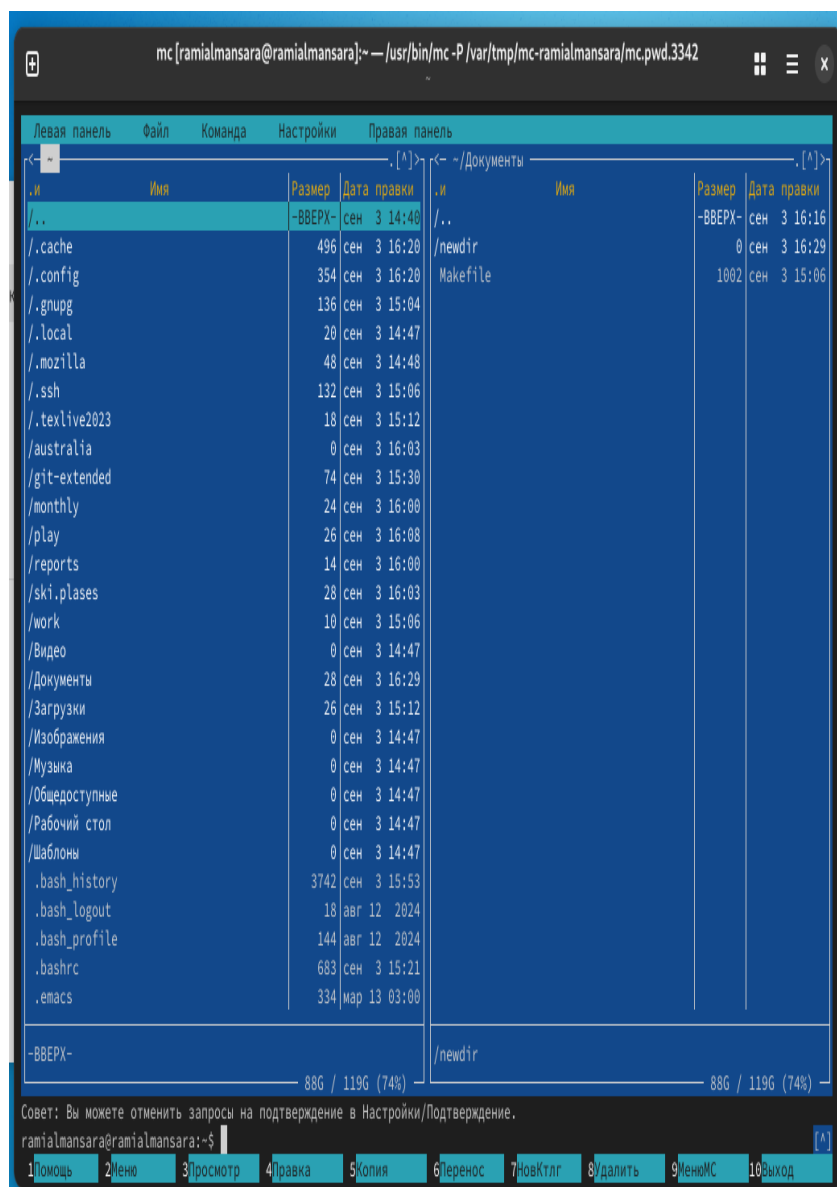 mc [ramialmansara@ramialmansara]:~ — /usr/bin/mc -P /var/tmp/mc-ramialmansara/mc.pwd.3342
~
Левая панель Файл Команда Настройки Правая панель
<- ~ .[^]> <- ~/Документы .[^]>
.и Имя Размер Дата правки .и Имя Размер Дата правки
/.. -ВВЕРХ- сен 3 14:40 /.. -ВВЕРХ- сен 3 16:16
/.cache 496 сен 3 16:20 /newdir 0 сен 3 16:29
/.config 354 сен 3 16:20 Makefile 1002 сен 3 15:06
/.gnupg 136 сен 3 15:04
/.local 20 сен 3 14:47
/.mozilla 48 сен 3 14:48
/.ssh 132 сен 3 15:06
/.texlive2023 18 сен 3 15:12
/australia 0 сен 3 16:03
/git-extended 74 сен 3 15:30
/monthly 24 сен 3 16:00
/play 26 сен 3 16:08
/reports 14 сен 3 16:00
/ski.plases 28 сен 3 16:03
/work 10 сен 3 15:06
/Видео 0 сен 3 14:47
/Документы 28 сен 3 16:29
/Загрузки 26 сен 3 15:12
/Изображения 0 сен 3 14:47
/Музыка 0 сен 3 14:47
/Общедоступные 0 сен 3 14:47
/Рабочий стол 0 сен 3 14:47
/Шаблоны 0 сен 3 14:47
.bash_history 3742 сен 3 15:53
.bash_logout 18 авг 12 2024
.bash_profile 144 авг 12 2024
.bashrc 683 сен 3 15:21
.emacs 334 мар 13 03:00
-ВВЕРХ- /newdir
88G / 119G (74%) 88G / 119G (74%)
Совет: Вы можете отменить запросы на подтверждение в Настройки/Подтверждение.
ramialmansara@ramialmansara:~$ [^]
1Помощь 2Меню 3Просмотр 4Правка 5Копия 6Перенос 7НовКтлг 8Удалить 9МенюМС 10Выход